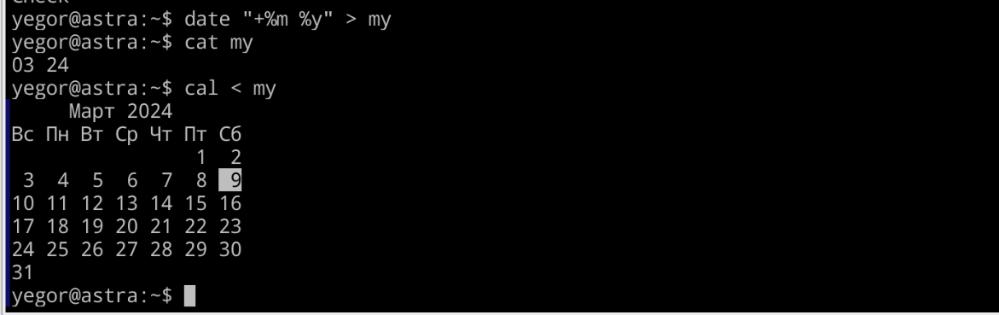 yegor@astra:~$ date "+%m %y" > my
yegor@astra:~$ cat my
03 24
yegor@astra:~$ cal < my
Март 2024
Вс Пн Вт Ср Чт Пт Сб
1 2
3 4 5 6 7 8 9
10 11 12 13 14 15 16
17 18 19 20 21 22 23
24 25 26 27 28 29 30
31
yegor@astra:~$